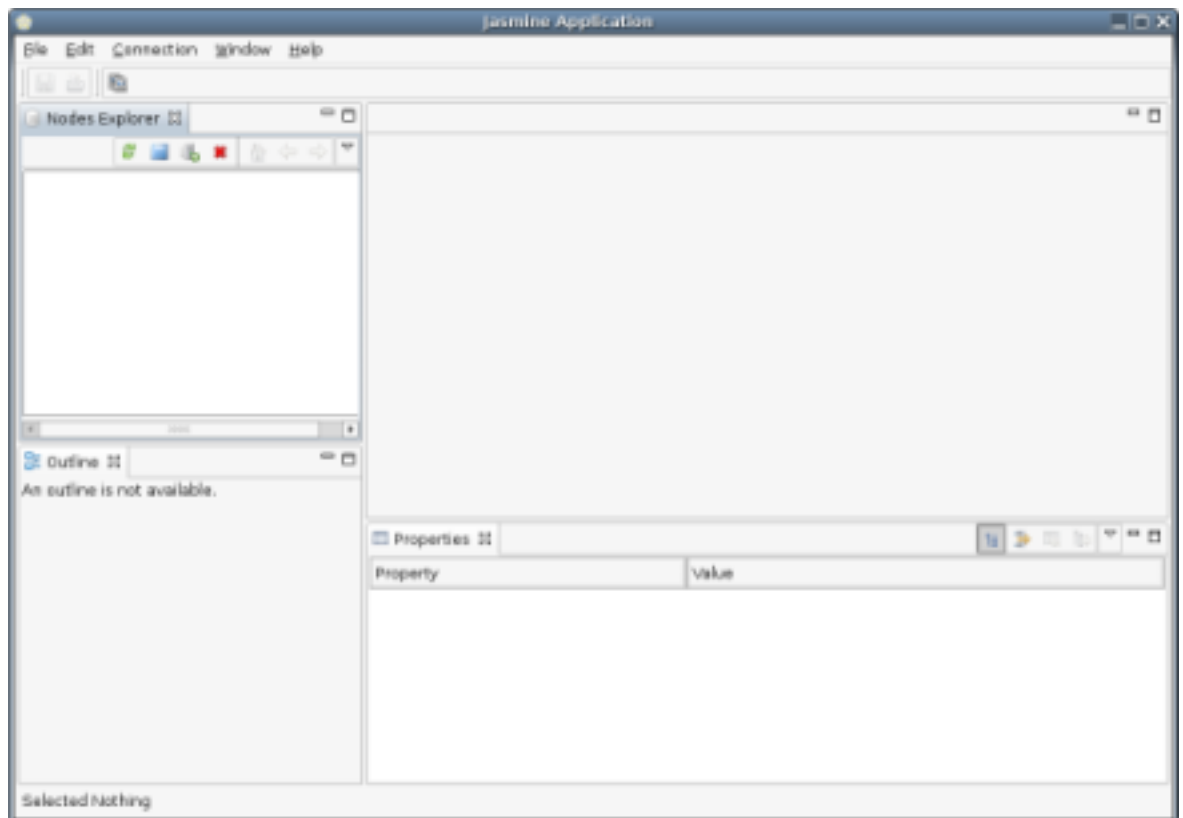 Jasmine Application
File Edit Connection Window Help
Nodes Explorer
Outline
An outline is not available.
Properties
Property Value
Selected Nothing